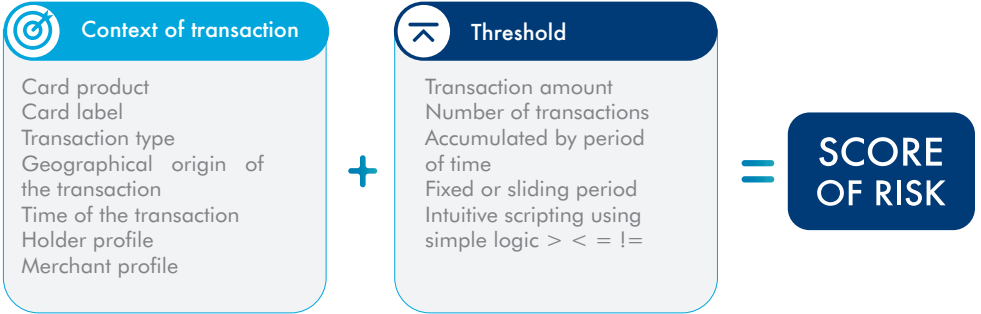 Context of transaction
Card product
Card label
Transaction type
Geographical origin of
the transaction
Time of the transaction
Holder profile
Merchant profile
+
Threshold
Transaction amount
Number of transactions
Accumulated by period
of time
Fixed or sliding period
Intuitive scripting using
simple logic > < = !=
=
SCORE
OF RISK